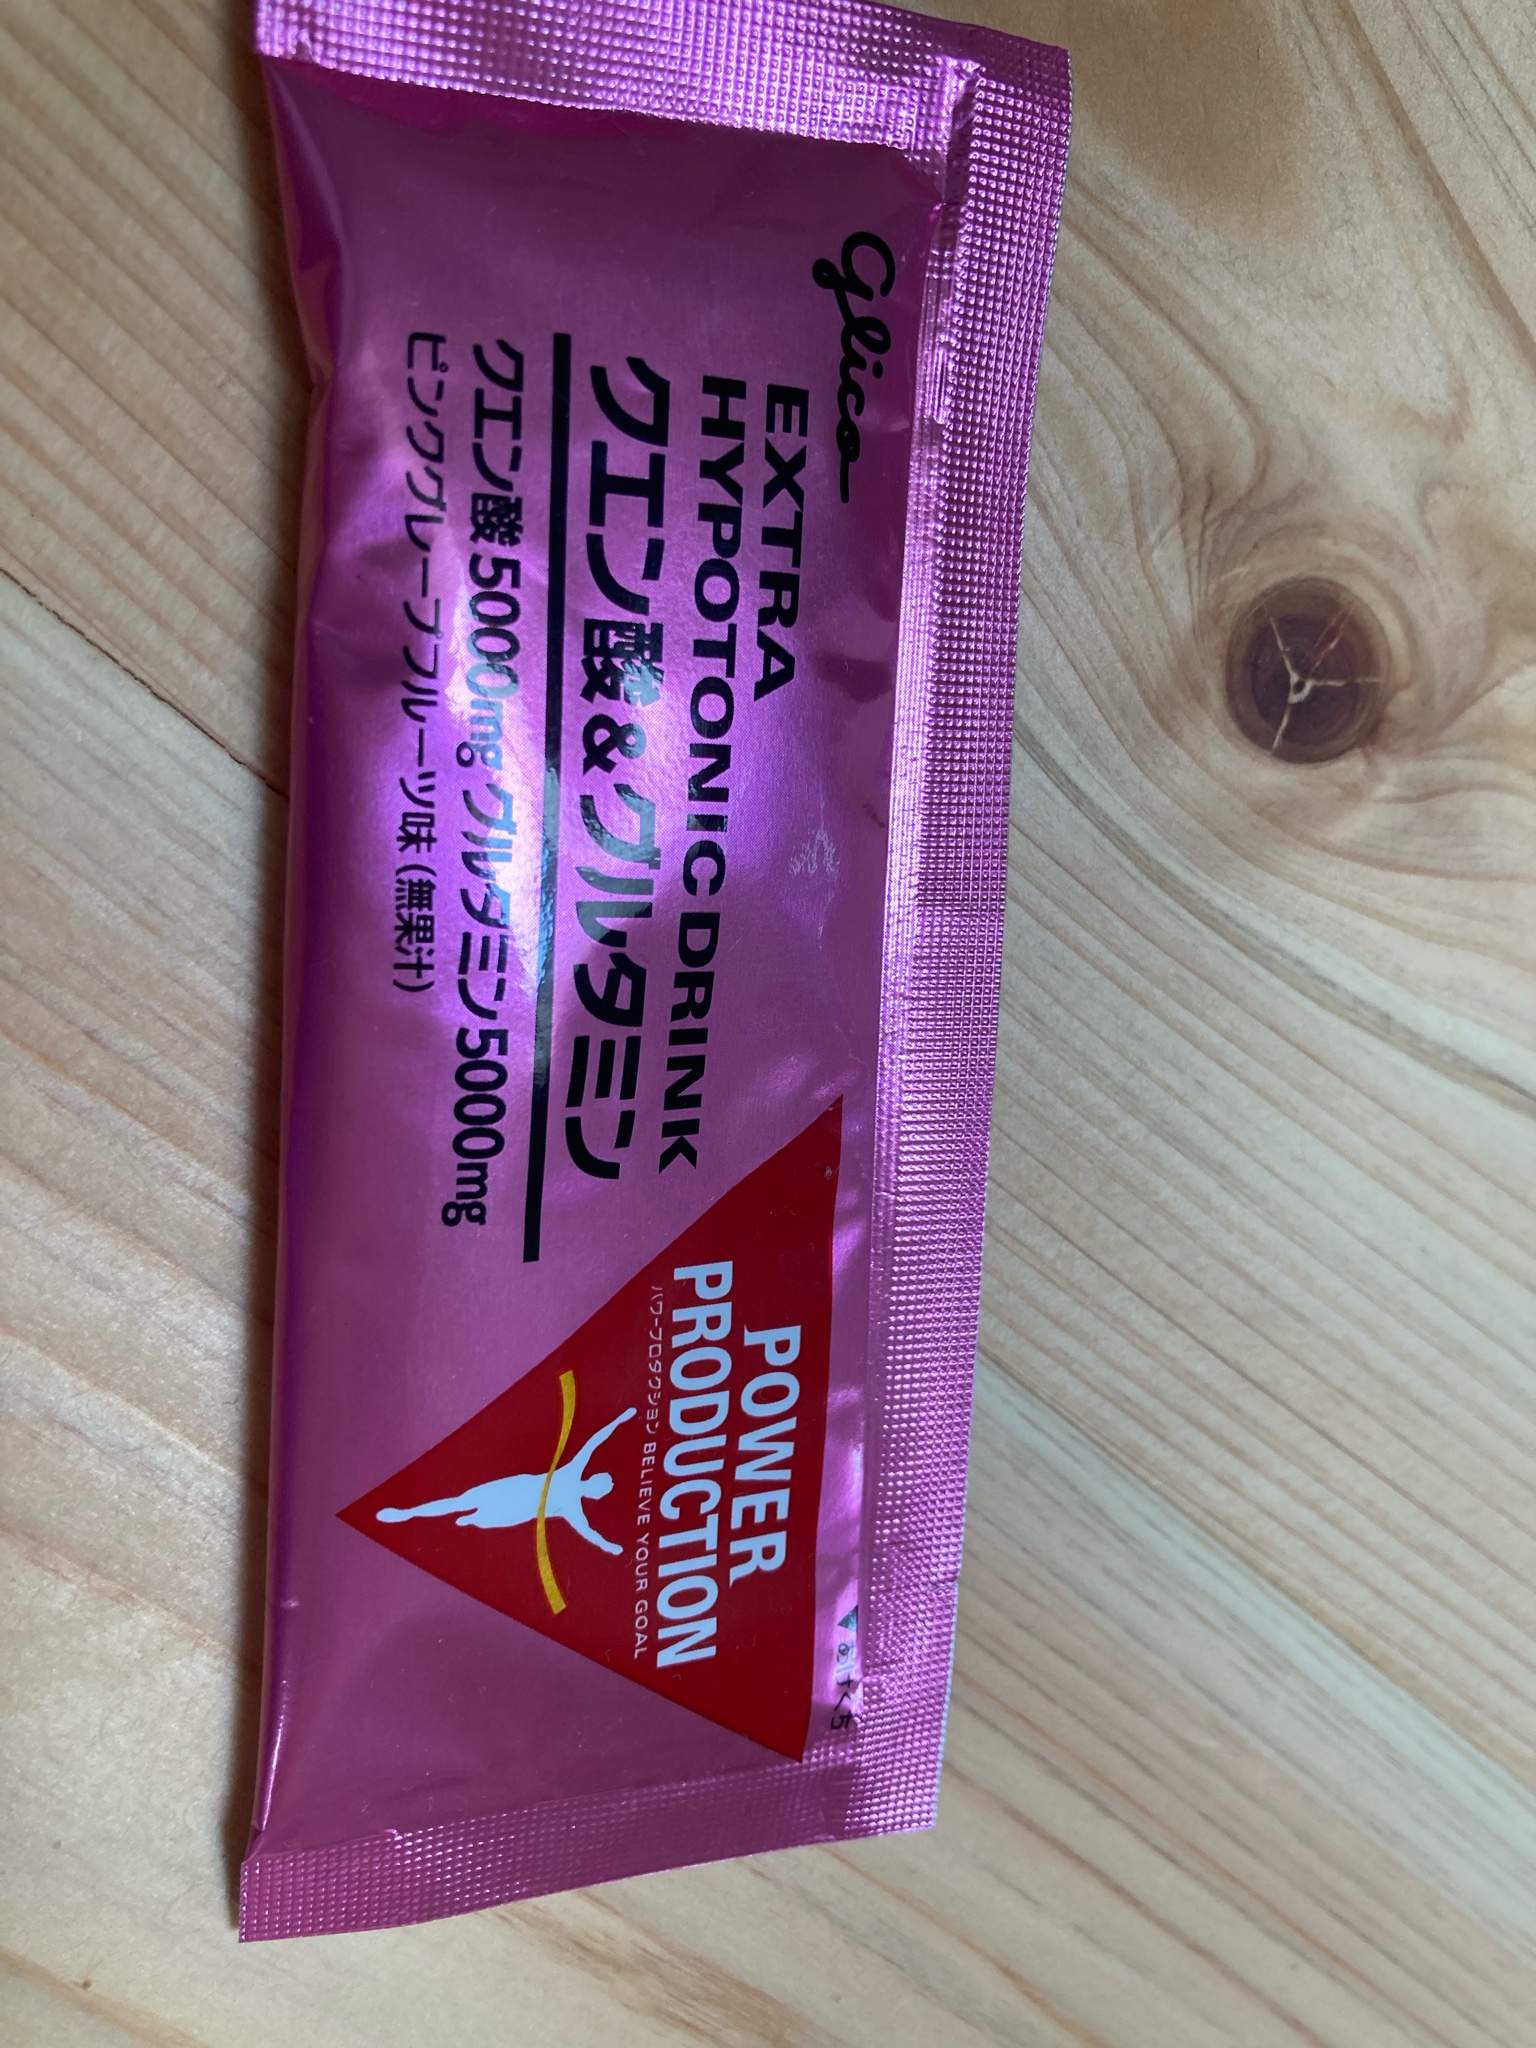 Glico
EXTRA
HYPOTONIC DRINK
クエン酸&グルタミン
クエン酸5000mg グルタミン5000mg
ピンクグレープフルーツ味(無果汁)
POWER
PRODUCTION
パワープロダクション BELIEVE YOUR GOAL
▼あけくち